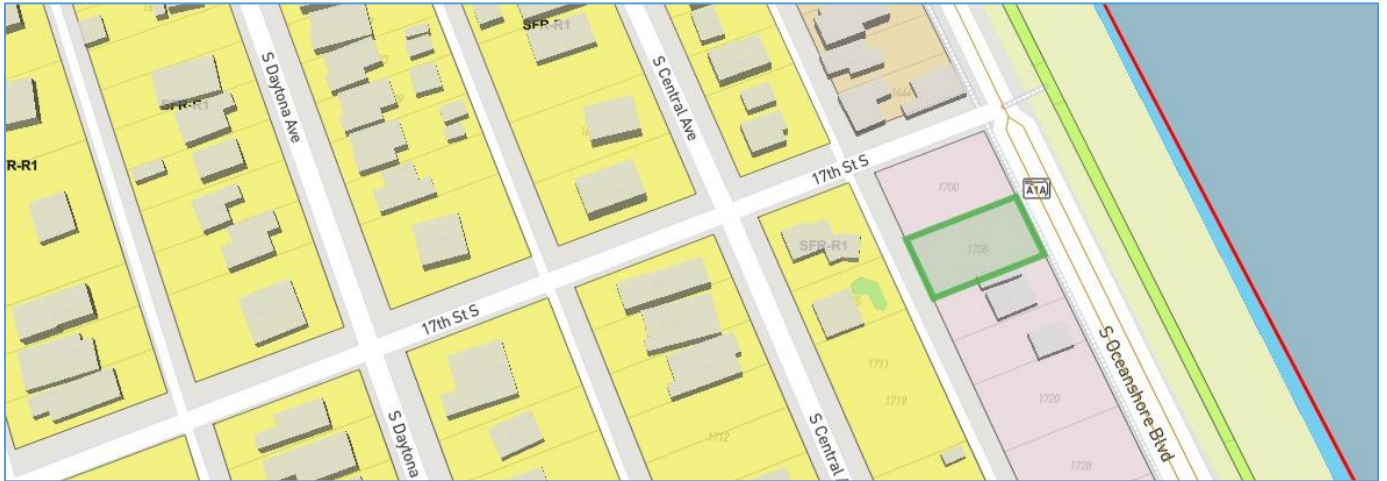 SFR-R1
S Daytona Ave
SFR-R1
S Central Ave
1644
R-R1
17th St S
1700
A1A
1708
SFR-R1
17th St S
1711
1719
1720
1728
1712
S Daytona
S Central
S Oceanshore Blvd